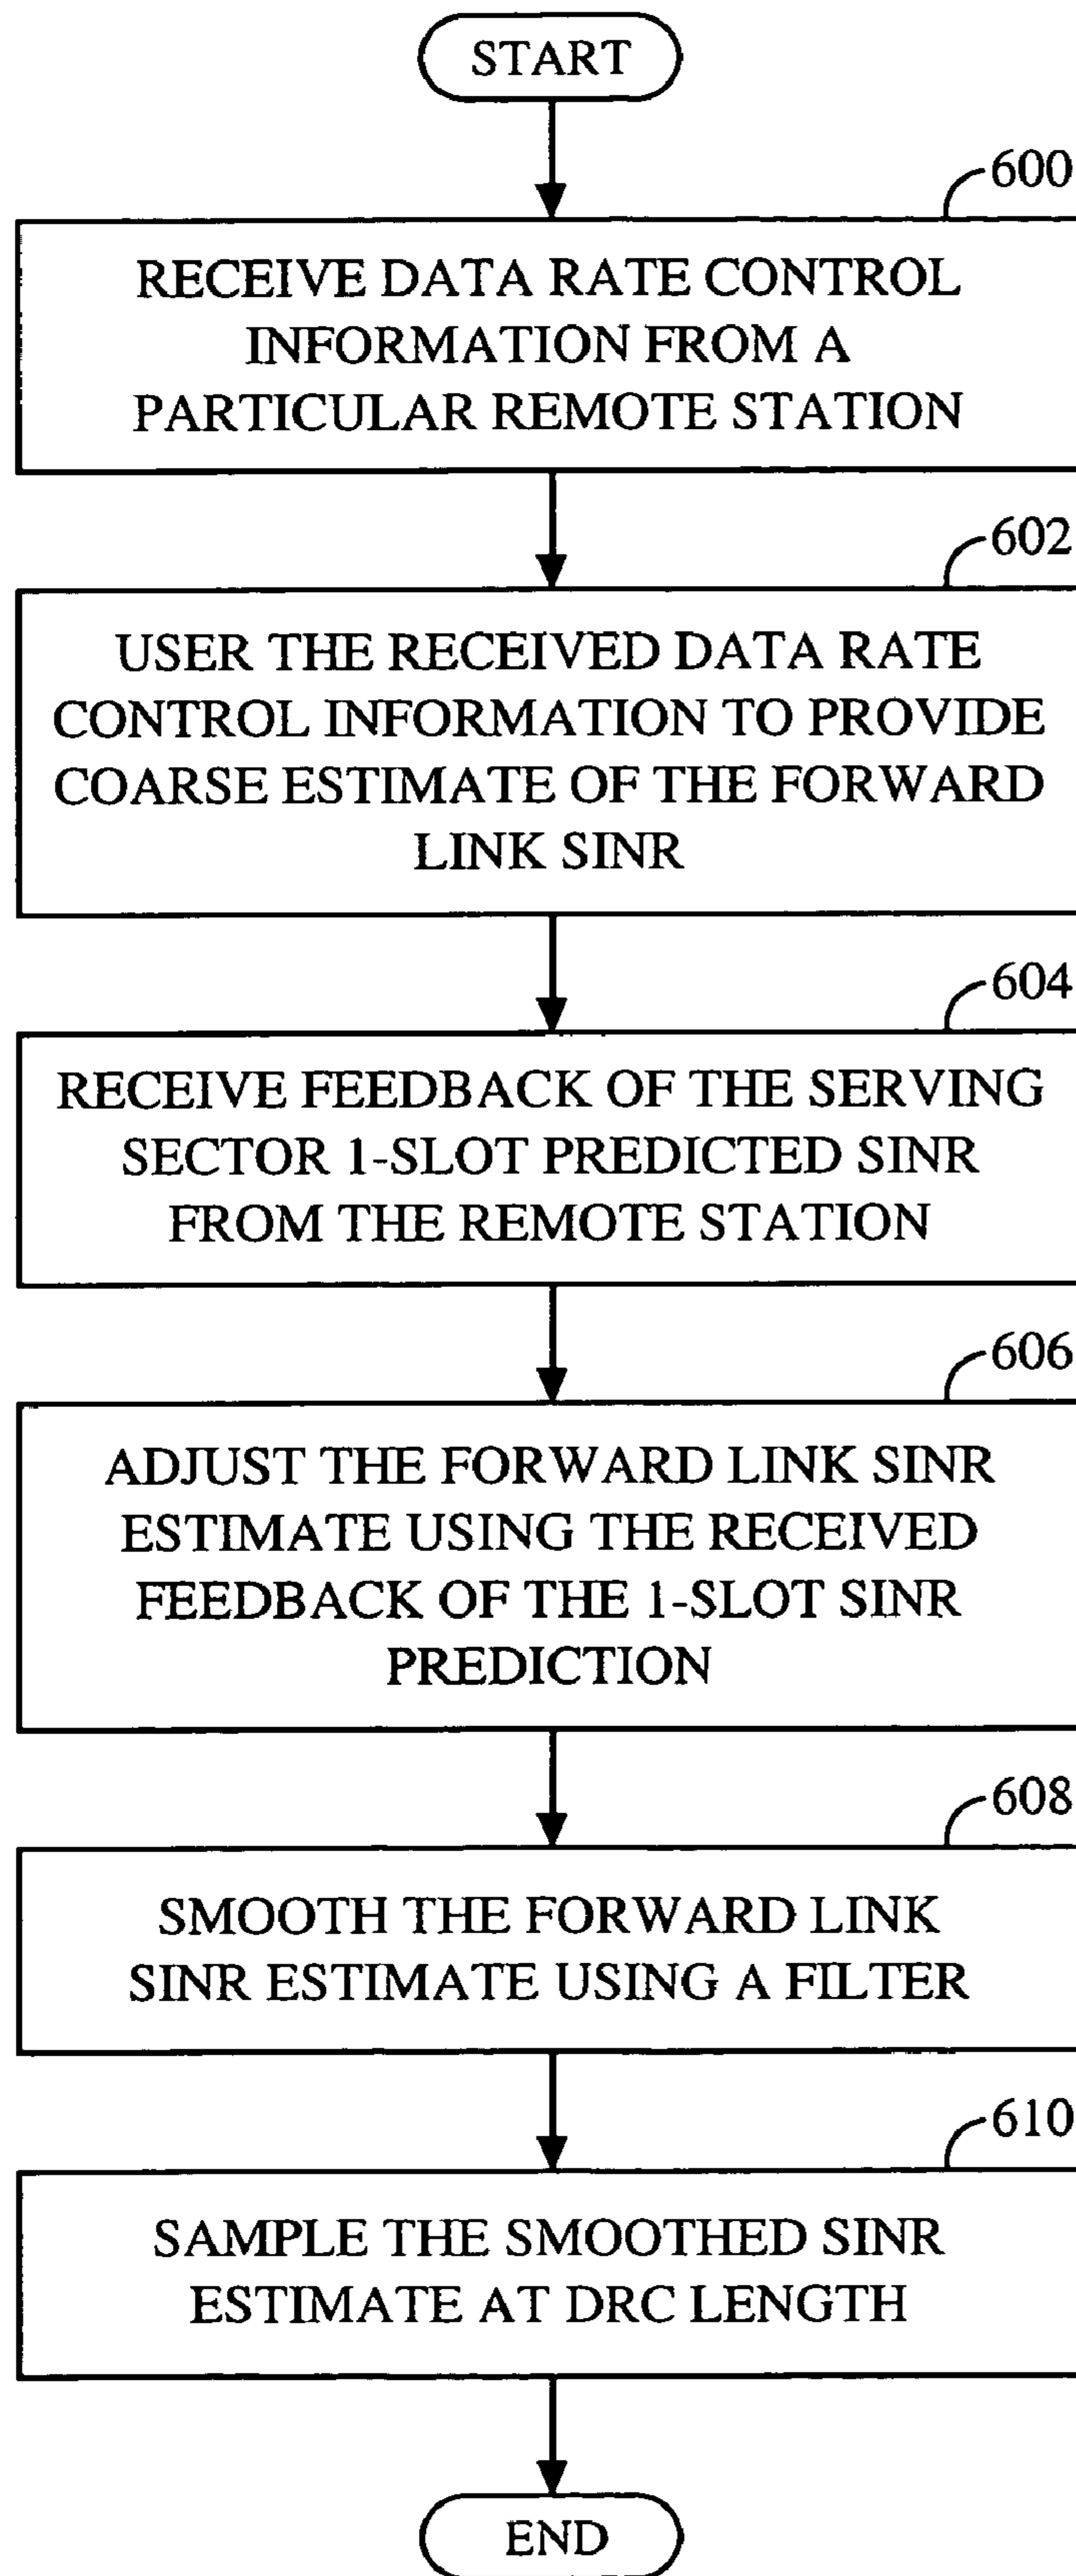 START
600
RECEIVE DATA RATE CONTROL
INFORMATION FROM A
PARTICULAR REMOTE STATION
602
USER THE RECEIVED DATA RATE
CONTROL INFORMATION TO PROVIDE
COARSE ESTIMATE OF THE FORWARD
LINK SINR
604
RECEIVE FEEDBACK OF THE SERVING
SECTOR 1-SLOT PREDICTED SINR
FROM THE REMOTE STATION
606
ADJUST THE FORWARD LINK SINR
ESTIMATE USING THE RECEIVED
FEEDBACK OF THE 1-SLOT SINR
PREDICTION
608
SMOOTH THE FORWARD LINK
SINR ESTIMATE USING A FILTER
610
SAMPLE THE SMOOTHED SINR
ESTIMATE AT DRC LENGTH
END